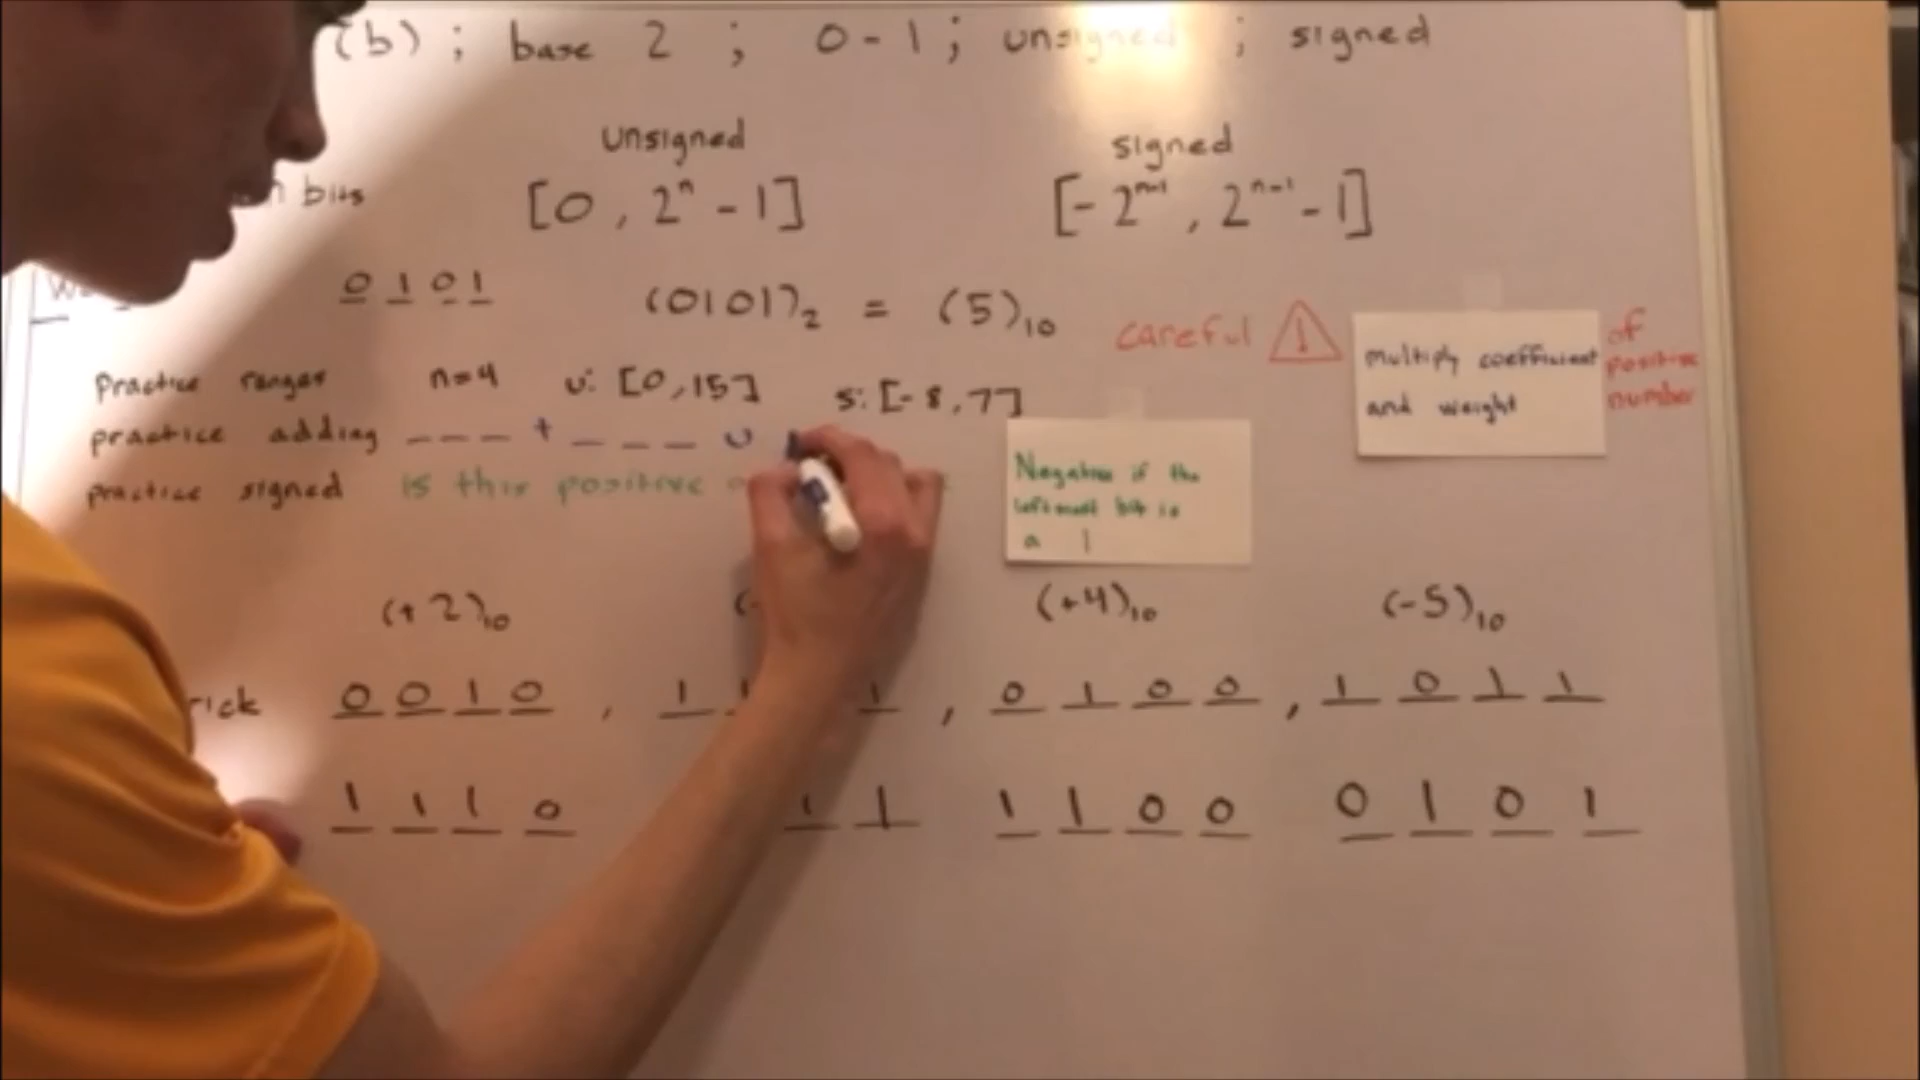 (b) ; base 2 ; 0-1 ; unsigned ; signed
unsigned signed
n bits [0, 2ⁿ - 1] [-2ⁿ⁻¹, 2ⁿ⁻¹ - 1]
0 1 0 1 (0101)₂ = (5)₁₀ careful ! multiply coefficient and weight of positive number
Practice ranges n=4 u: [0,15] s: [-8,7]
practice adding _ _ _ + _ _ _ u
practice signed is this positive
Negative if the
leftmost bit is
a 1
(+2)₁₀ (- (+4)₁₀ (-5)₁₀
rick 0 0 1 0 , 1 1 1 , 0 1 0 0 , 1 0 1 1
1 1 1 0 1 1 1 1 0 0 0 1 0 1